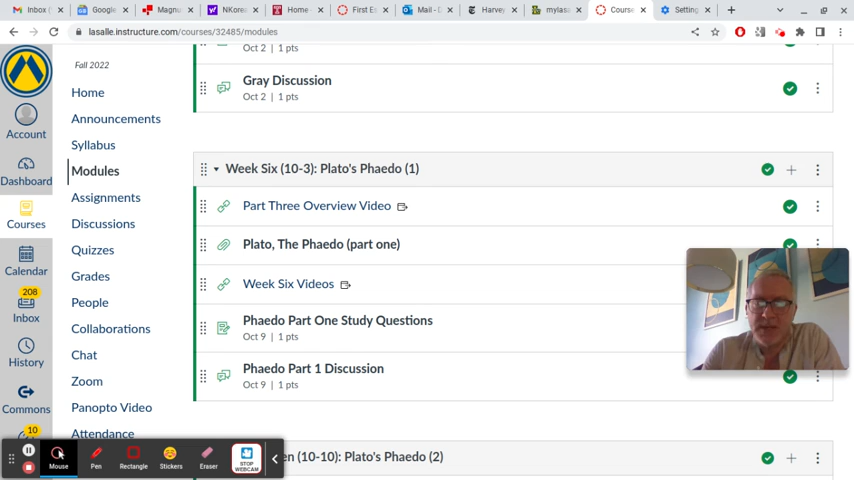 Inbox (
Google
Magnu
NKorea
Home -
First Es
Mail - D
Harvey
mylasa
Course
Setting
lasalle.instructure.com/courses/32485/modules
Oct 2 | 1 pts
Fall 2022
Gray Discussion
Oct 2 | 1 pts
Home
Announcements
Account
Syllabus
Week Six (10-3): Plato's Phaedo (1)
Modules
Dashboard
Assignments
Part Three Overview Video
Courses
Discussions
Plato, The Phaedo (part one)
Quizzes
Calendar
Grades
Week Six Videos
208
People
Inbox
Phaedo Part One Study Questions
Collaborations
Oct 9 | 1 pts
Chat
History
Phaedo Part 1 Discussion
Zoom
Oct 9 | 1 pts
Commons
Panopto Video
10
Attendance
en (10-10): Plato's Phaedo (2)
Mouse
Pen
Rectangle
Stickers
Eraser
STOP
WEBCAM